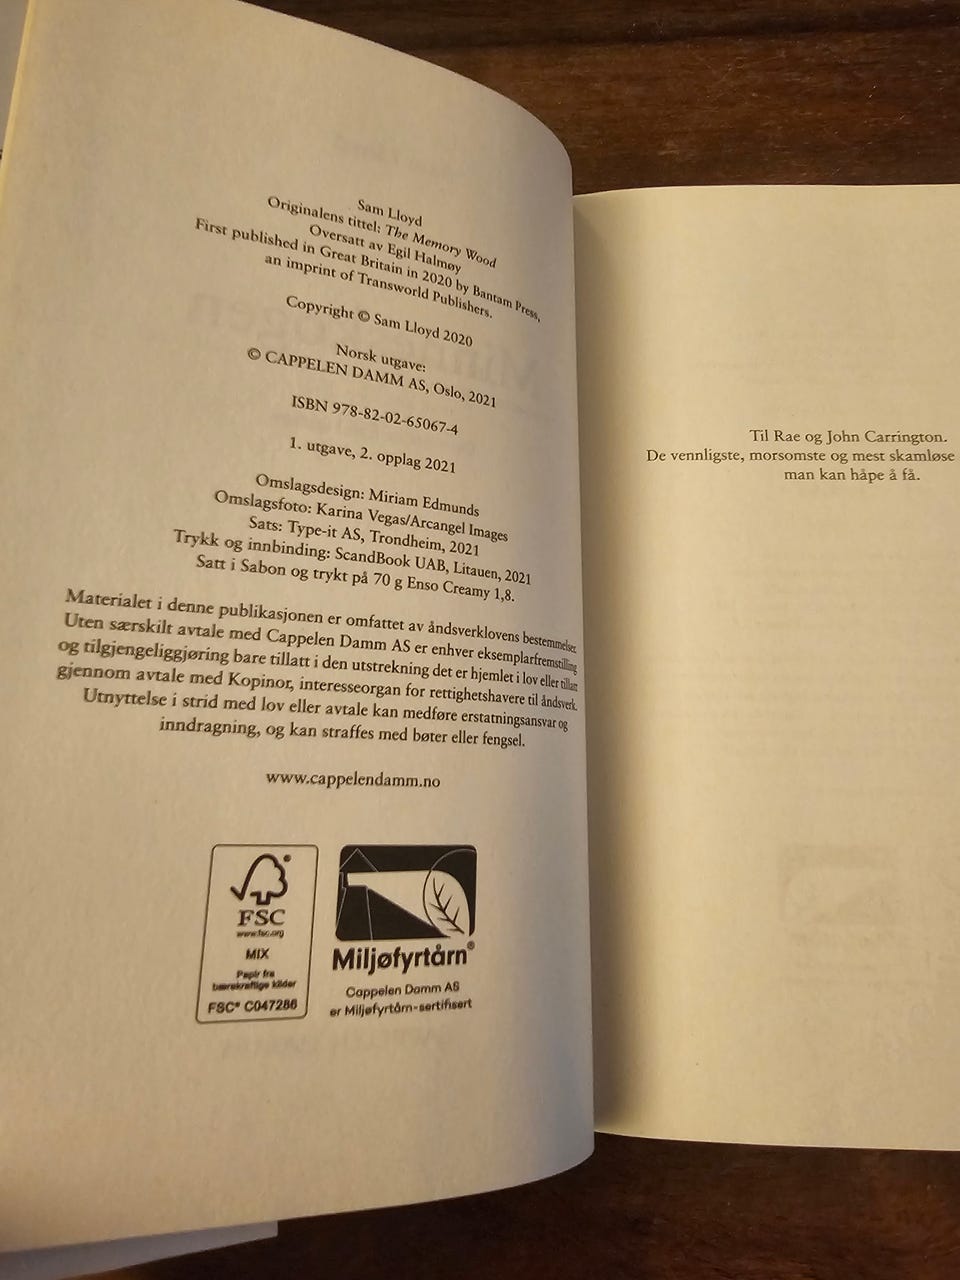 Sam Lloyd
Originalens tittel: The Memory Wood
Oversatt av Egil Halmøy
First published in Great Britain in 2020 by Bantam Press,
an imprint of Transworld Publishers.
Copyright © Sam Lloyd 2020
Norsk utgave:
© CAPPELEN DAMM AS, Oslo, 2021
ISBN 978-82-02-65067-4
1. utgave, 2. opplag 2021
Omslagsdesign: Miriam Edmunds
Omslagsfoto: Karina Vegas/Arcangel Images
Sats: Type-it AS, Trondheim, 2021
Trykk og innbinding: ScandBook UAB, Litauen, 2021
Satt i Sabon og trykt på 70 g Enso Creamy 1,8.
Materialet i denne publikasjonen er omfattet av åndsverklovens bestemmelser.
Uten særskilt avtale med Cappelen Damm AS er enhver eksemplarfremstilling
og tilgjengeliggjøring bare tillatt i den utstrekning det er hjemlet i lov eller tillatt
gjennom avtale med Kopinor, interesseorgan for rettighetshavere til åndsverk.
Utnyttelse i strid med lov eller avtale kan medføre erstatningsansvar og
inndragning, og kan straffes med bøter eller fengsel.
www.cappelendamm.no
FSC
www.fsc.org
MIX
Papir fra
bærekraftige kilder
FSC® C047286
Miljøfyrtårn®
Cappelen Damm AS
er Miljøfyrtårn-sertifisert
Til Rae og John Carrington.
De vennligste, morsomste og mest skamløse
man kan håpe å få.